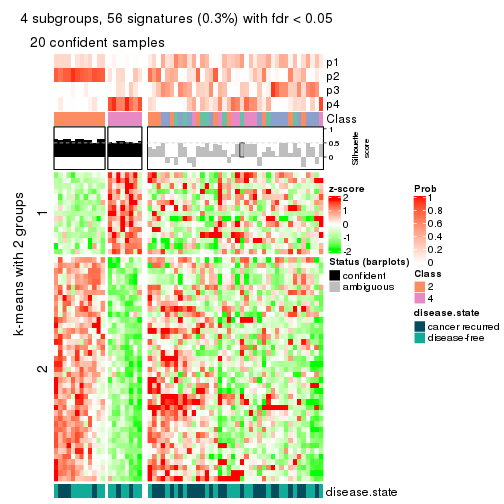 4 subgroups, 56 signatures (0.3%) with fdr < 0.05
20 confident samples
p1
p2
p3
p4
Class
1
0.5
0
Silhouette
score
k-means with 2 groups
1
2
disease.state
z-score
2
1
0
-1
-2
Status (barplots)
confident
ambiguous
Prob
1
0.8
0.6
0.4
0.2
0
Class
2
4
disease.state
cancer recurred
disease-free